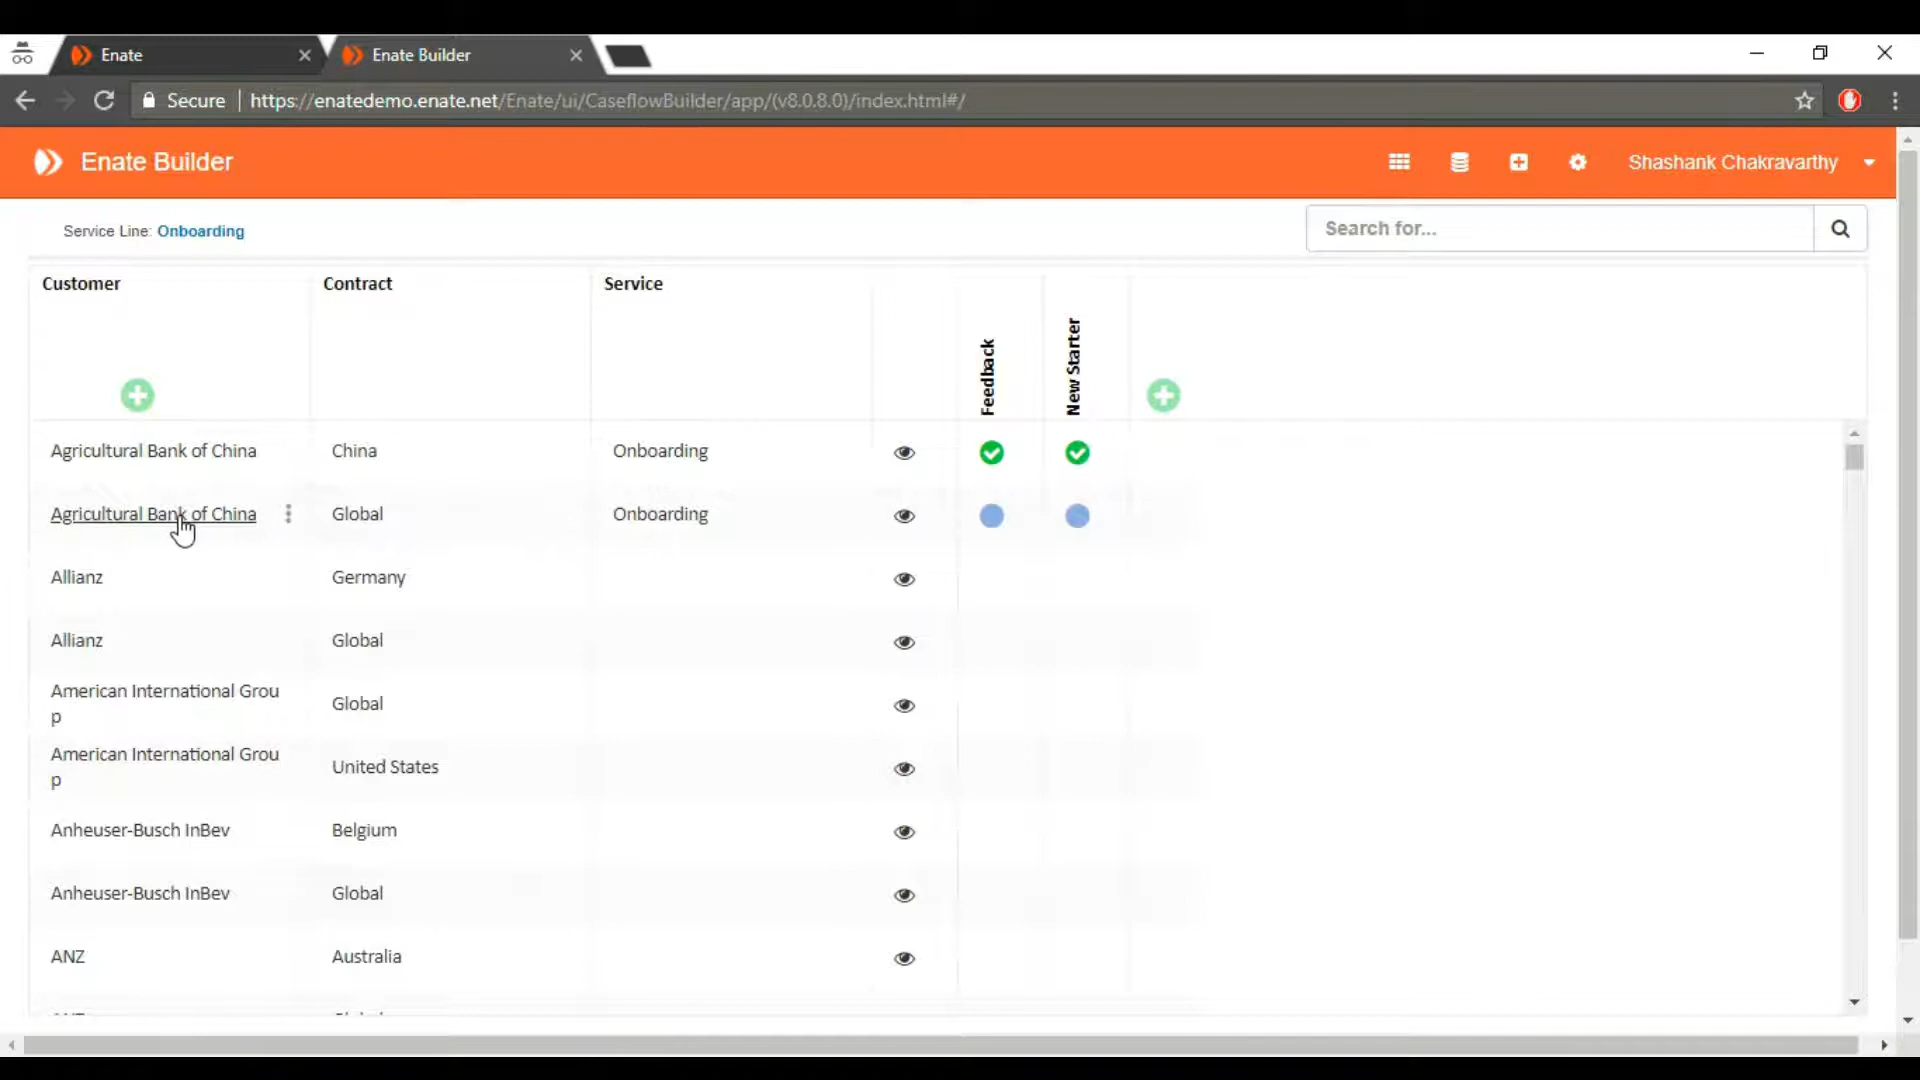 Enate
Enate Builder
Secure
https://enatedemo.enate.net/Enate/ui/CaseflowBuilder/app/(v8.0.8.0)/index.html#/
Enate Builder
Shashank Chakravarthy
Service Line: Onboarding
Search for...
Customer
Contract
Service
Feedback
New Starter
Agricultural Bank of China
China
Onboarding
Agricultural Bank of China
Global
Onboarding
Allianz
Germany
Allianz
Global
American International Grou
p
Global
American International Grou
p
United States
Anheuser-Busch InBev
Belgium
Anheuser-Busch InBev
Global
ANZ
Australia